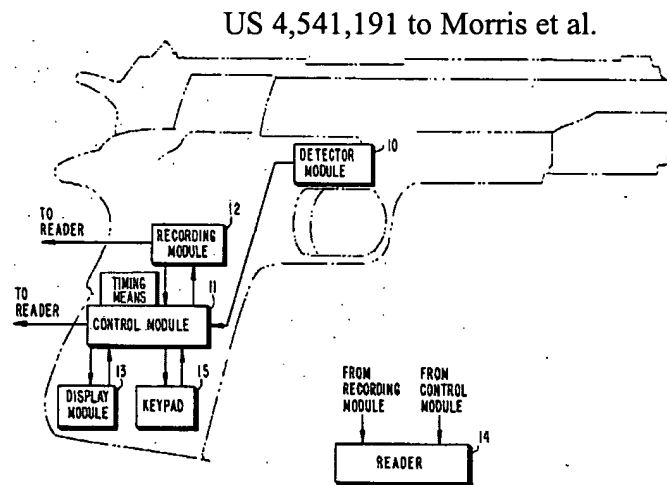 US 4,541,191 to Morris et al.
10
DETECTOR
MODULE
12
TO
READER
RECORDING
MODULE
TIMING
MEANS
11
TO
READER
CONTROL MODULE
13
DISPLAY
MODULE
15
KEYPAD
FROM
RECORDING
MODULE
FROM
CONTROL
MODULE
14
READER